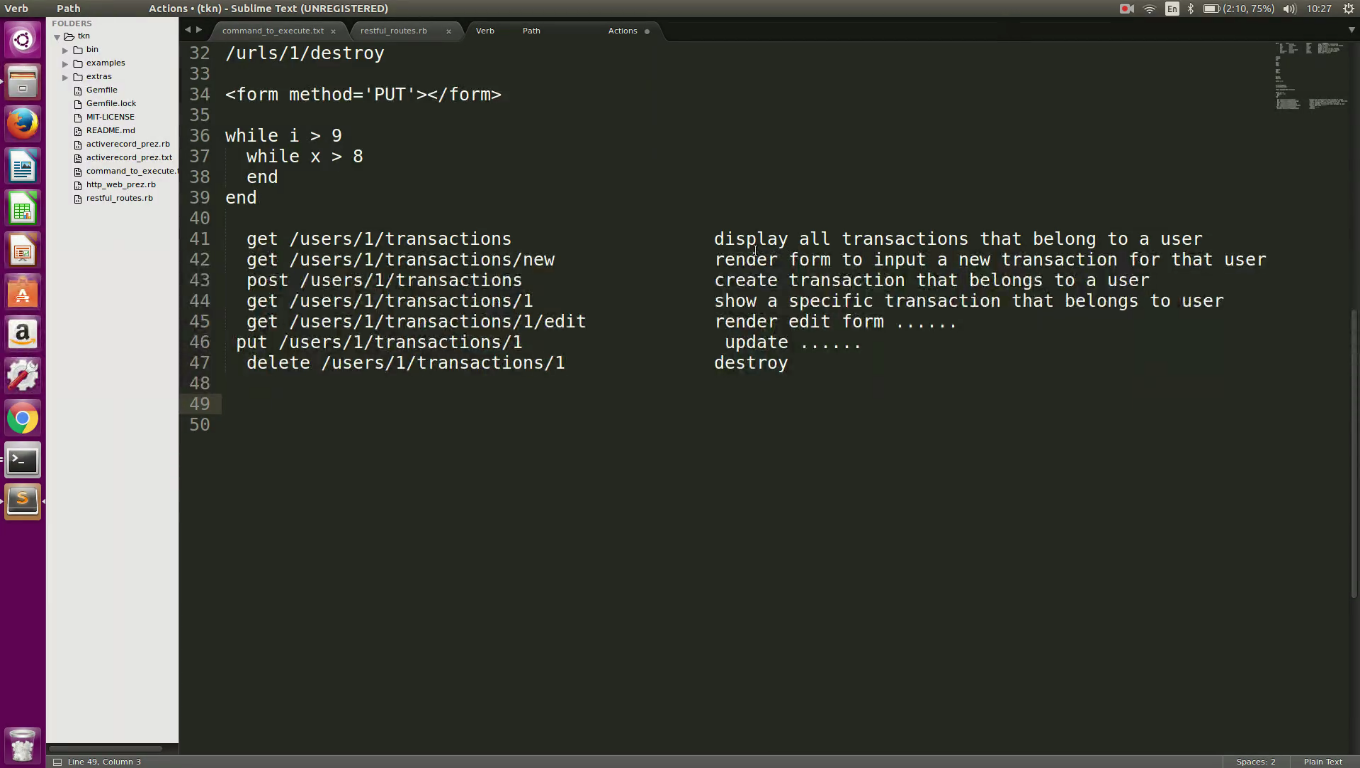 Verb Path Actions • (tkn) - Sublime Text (UNREGISTERED) En (2:10, 75%) 10:27
FOLDERS
tkn
bin
examples
extras
Gemfile
Gemfile.lock
MIT-LICENSE
README.md
activerecord_prez.rb
activerecord_prez.txt
command_to_execute.t
http_web_prez.rb
restful_routes.rb
command_to_execute.txt × restful_routes.rb × Verb Path Actions
32 /urls/1/destroy
33
34 <form method='PUT'></form>
35
36 while i > 9
37   while x > 8
38   end
39 end
40
41   get /users/1/transactions display all transactions that belong to a user
42   get /users/1/transactions/new render form to input a new transaction for that user
43   post /users/1/transactions create transaction that belongs to a user
44   get /users/1/transactions/1 show a specific transaction that belongs to user
45   get /users/1/transactions/1/edit render edit form ......
46  put /users/1/transactions/1 update ......
47   delete /users/1/transactions/1 destroy
48
49
50
Line 49, Column 3 Spaces: 2 Plain Text